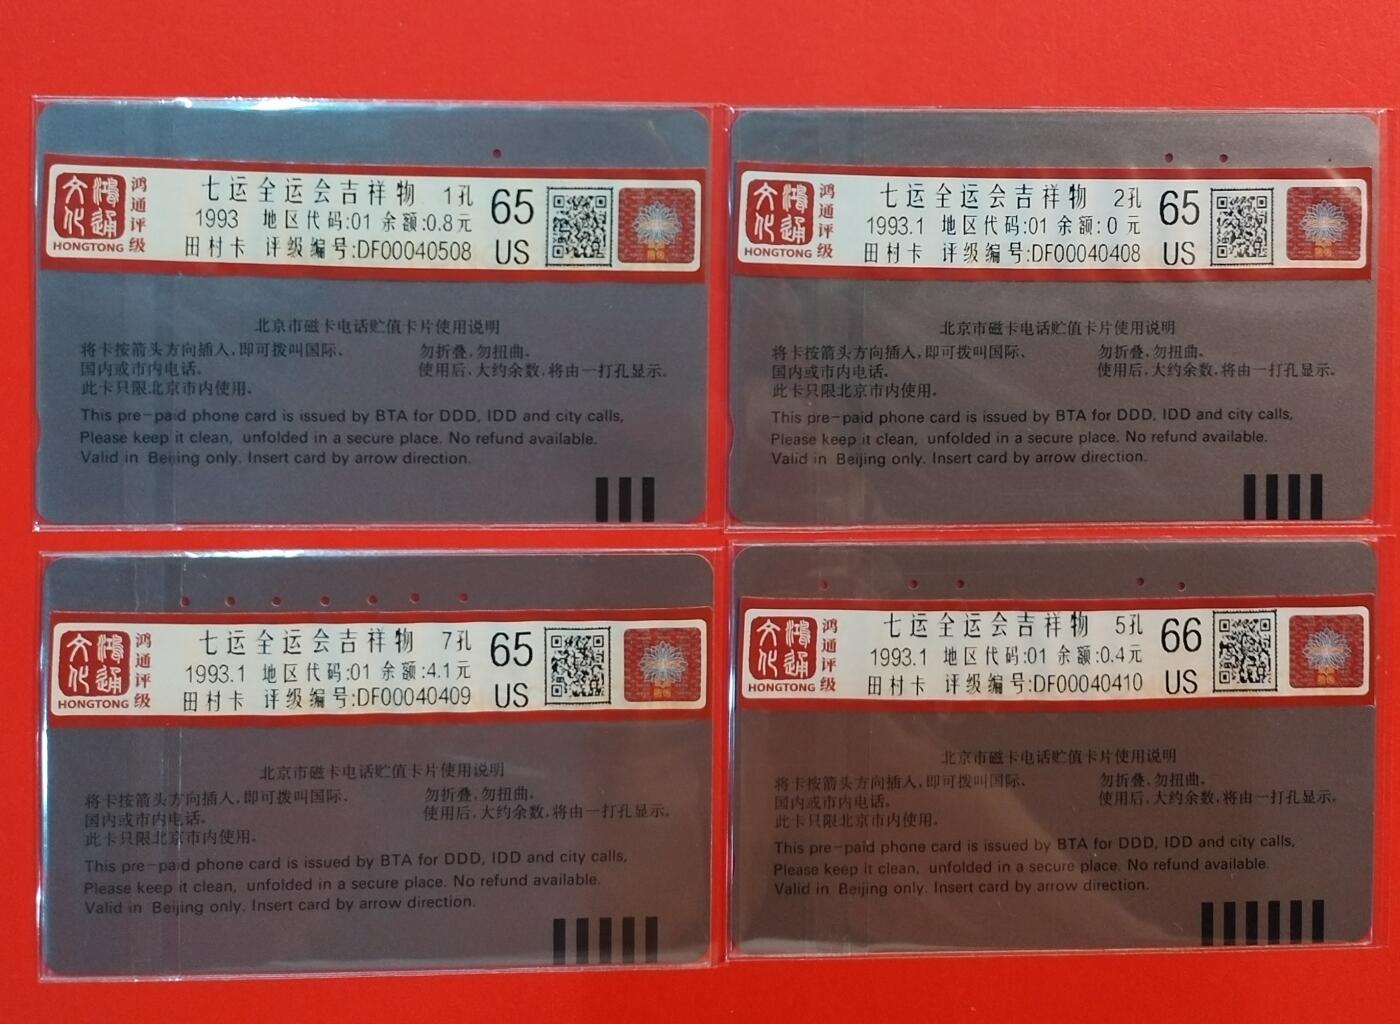 鸿通文化
HONGTONG
鸿通评级
七运全运会吉祥物 1孔
1993 地区代码:01 余额:0.8元
田村卡 评级编号:DF00040508
65
US
北京市磁卡电话贮值卡片使用说明
将卡按箭头方向插入,即可拨叫国际、
国内或市内电话。
此卡只限北京市内使用。
勿折叠,勿扭曲。
使用后,大约余数,将由一打孔显示。
This pre-paid phone card is issued by BTA for DDD, IDD and city calls,
Please keep it clean, unfolded in a secure place. No refund available.
Valid in Beijing only. Insert card by arrow direction.
鸿通文化
HONGTONG
鸿通评级
七运全运会吉祥物 2孔
1993.1 地区代码:01 余额:0元
田村卡 评级编号:DF00040408
65
US
北京市磁卡电话贮值卡片使用说明
将卡按箭头方向插入,即可拨叫国际、
国内或市内电话。
此卡只限北京市内使用。
勿折叠,勿扭曲。
使用后,大约余数,将由一打孔显示。
This pre-paid phone card is issued by BTA for DDD, IDD and city calls,
Please keep it clean, unfolded in a secure place. No refund available.
Valid in Beijing only. Insert card by arrow direction.
鸿通文化
HONGTONG
鸿通评级
七运全运会吉祥物 7孔
1993.1 地区代码:01 余额:4.1元
田村卡 评级编号:DF00040409
65
US
北京市磁卡电话贮值卡片使用说明
将卡按箭头方向插入,即可拨叫国际、
国内或市内电话。
此卡只限北京市内使用。
勿折叠,勿扭曲。
使用后,大约余数,将由一打孔显示。
This pre-paid phone card is issued by BTA for DDD, IDD and city calls,
Please keep it clean, unfolded in a secure place. No refund available.
Valid in Beijing only. Insert card by arrow direction.
鸿通文化
HONGTONG
鸿通评级
七运全运会吉祥物 5孔
1993.1 地区代码:01 余额:0.4元
田村卡 评级编号:DF00040410
66
US
北京市磁卡电话贮值卡片使用说明
将卡按箭头方向插入,即可拨叫国际、
国内或市内电话。
此卡只限北京市内使用。
勿折叠,勿扭曲。
使用后,大约余数,将由一打孔显示。
This pre-paid phone card is issued by BTA for DDD, IDD and city calls,
Please keep it clean, unfolded in a secure place. No refund available.
Valid in Beijing only. Insert card by arrow direction.